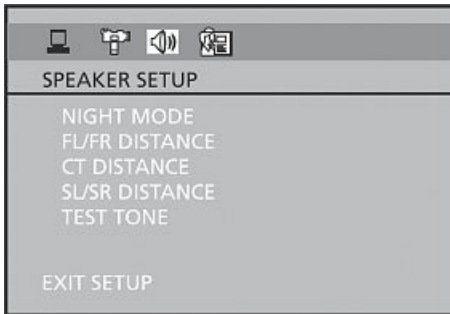 SPEAKER SETUP
NIGHT MODE
FL/FR DISTANCE
CT DISTANCE
SL/SR DISTANCE
TEST TONE
EXIT SETUP